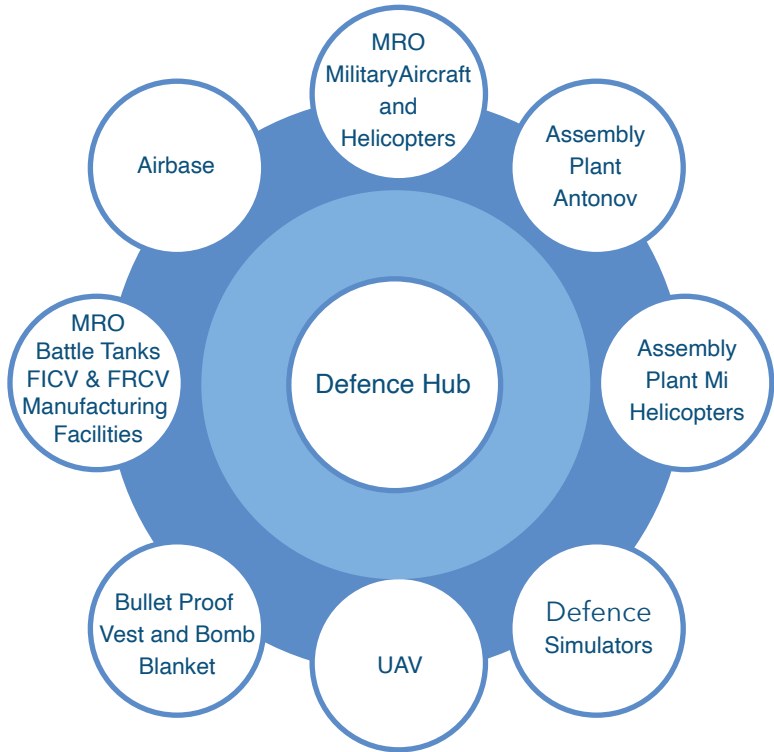 MRO
MilitaryAircraft
and
Helicopters
Assembly
Plant
Antonov
Assembly
Plant Mi
Helicopters
Defence
Simulators
UAV
Bullet Proof
Vest and Bomb
Blanket
MRO
Battle Tanks
FICV & FRCV
Manufacturing
Facilities
Airbase
Defence Hub